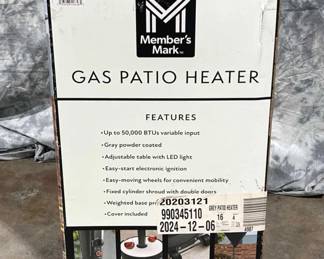 Member's
Mark™
GAS PATIO HEATER
FEATURES
• Up to 50,000 BTUs variable input
• Gray powder coated
• Adjustable table with LED light
• Easy-start electronic ignition
• Easy-moving wheels for convenient mobility
• Fixed cylinder shroud with double doors
• Weighted base
• Cover included
20203121
990345110
2024-12-06
GREY PATIO HEATER
16 4